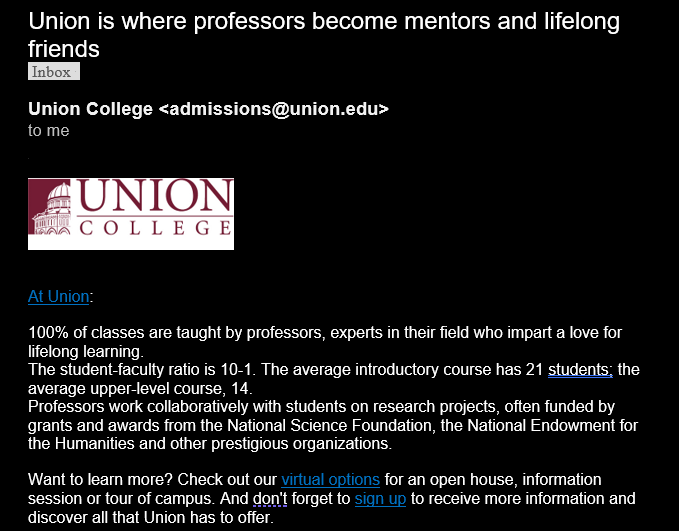 Union is where professors become mentors and lifelong
friends
Inbox
Union College <admissions@union.edu>
to me
UNION
COLLEGE
At Union:
100% of classes are taught by professors, experts in their field who impart a love for
lifelong learning.
The student-faculty ratio is 10-1. The average introductory course has 21 students; the
average upper-level course, 14.
Professors work collaboratively with students on research projects, often funded by
grants and awards from the National Science Foundation, the National Endowment for
the Humanities and other prestigious organizations.
Want to learn more? Check out our virtual options for an open house, information
session or tour of campus. And don't forget to sign up to receive more information and
discover all that Union has to offer.